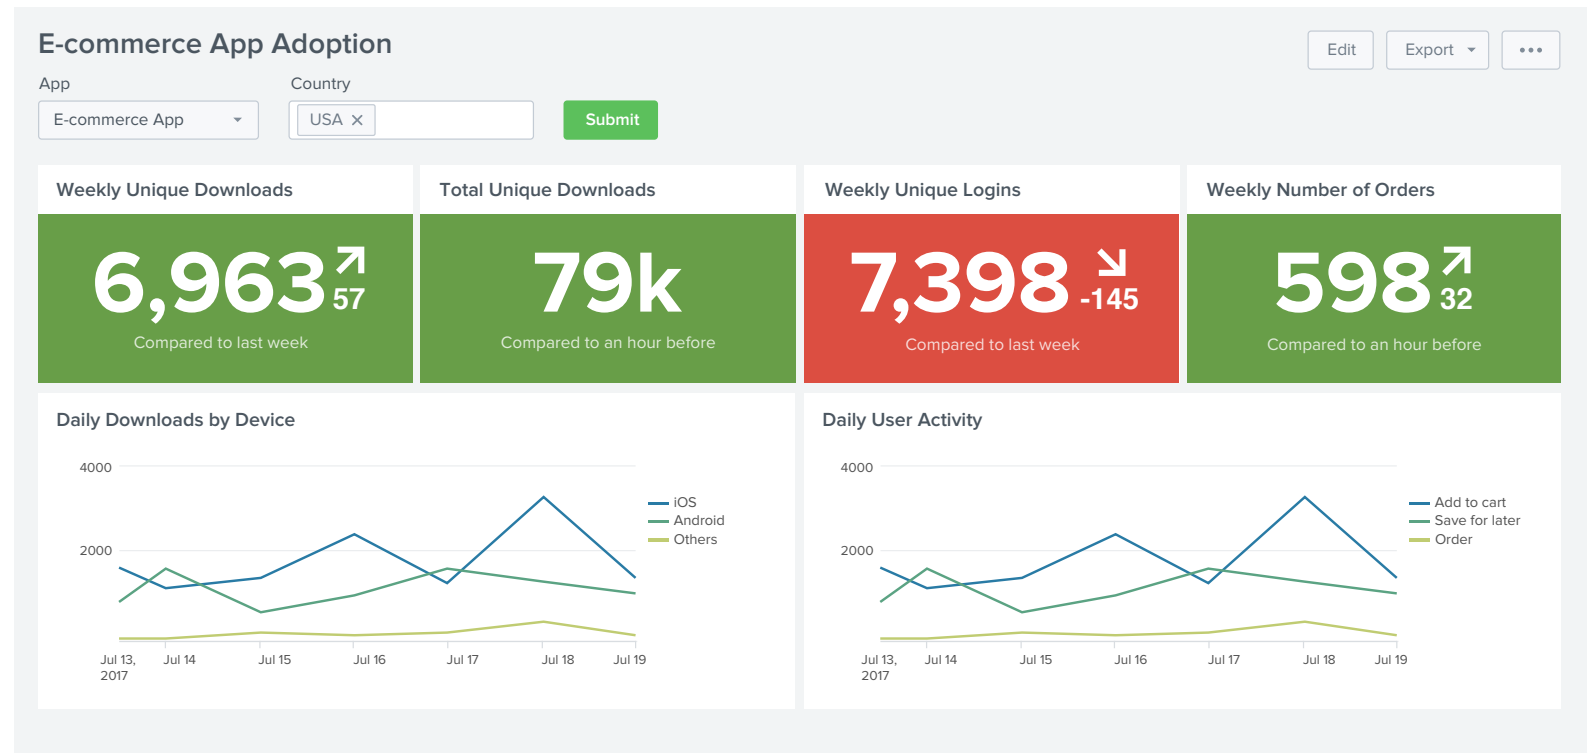 E-commerce App Adoption
Edit
Export
App
Country
E-commerce App
USA
Submit
Weekly Unique Downloads
6,963
57
Compared to last week
Total Unique Downloads
79k
Compared to an hour before
Weekly Unique Logins
7,398
-145
Compared to last week
Weekly Number of Orders
598
32
Compared to an hour before
Daily Downloads by Device
4000
2000
Jul 13,
2017
Jul 14
Jul 15
Jul 16
Jul 17
Jul 18
Jul 19
iOS
Android
Others
Daily User Activity
4000
2000
Jul 13,
2017
Jul 14
Jul 15
Jul 16
Jul 17
Jul 18
Jul 19
Add to cart
Save for later
Order